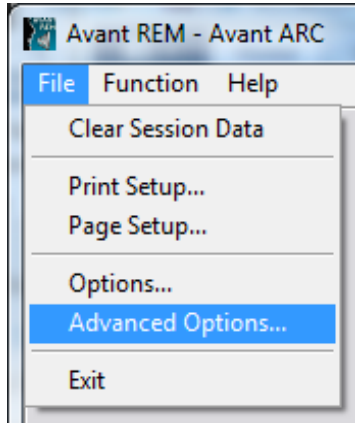 Avant REM - Avant ARC
File Function Help
Clear Session Data
Print Setup...
Page Setup...
Options...
Advanced Options...
Exit